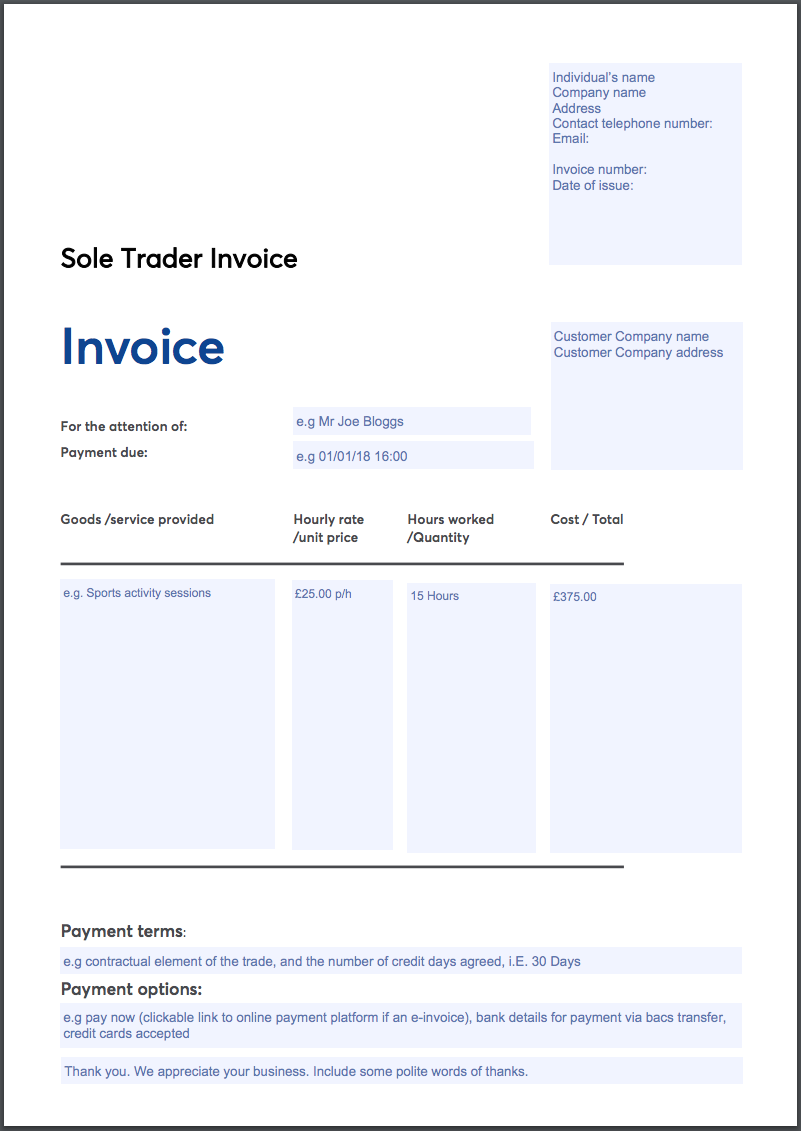 Individual's name
Company name
Address
Contact telephone number:
Email:
Invoice number:
Date of issue:
Sole Trader Invoice
Invoice
Customer Company name
Customer Company address
For the attention of:
e.g Mr Joe Bloggs
Payment due:
e.g 01/01/18 16:00
Goods /service provided
Hourly rate
/unit price
Hours worked
/Quantity
Cost / Total
e.g. Sports activity sessions
£25.00 p/h
15 Hours
£375.00
Payment terms:
e.g contractual element of the trade, and the number of credit days agreed, i.E. 30 Days
Payment options:
e.g pay now (clickable link to online payment platform if an e-invoice), bank details for payment via bacs transfer,
credit cards accepted
Thank you. We appreciate your business. Include some polite words of thanks.